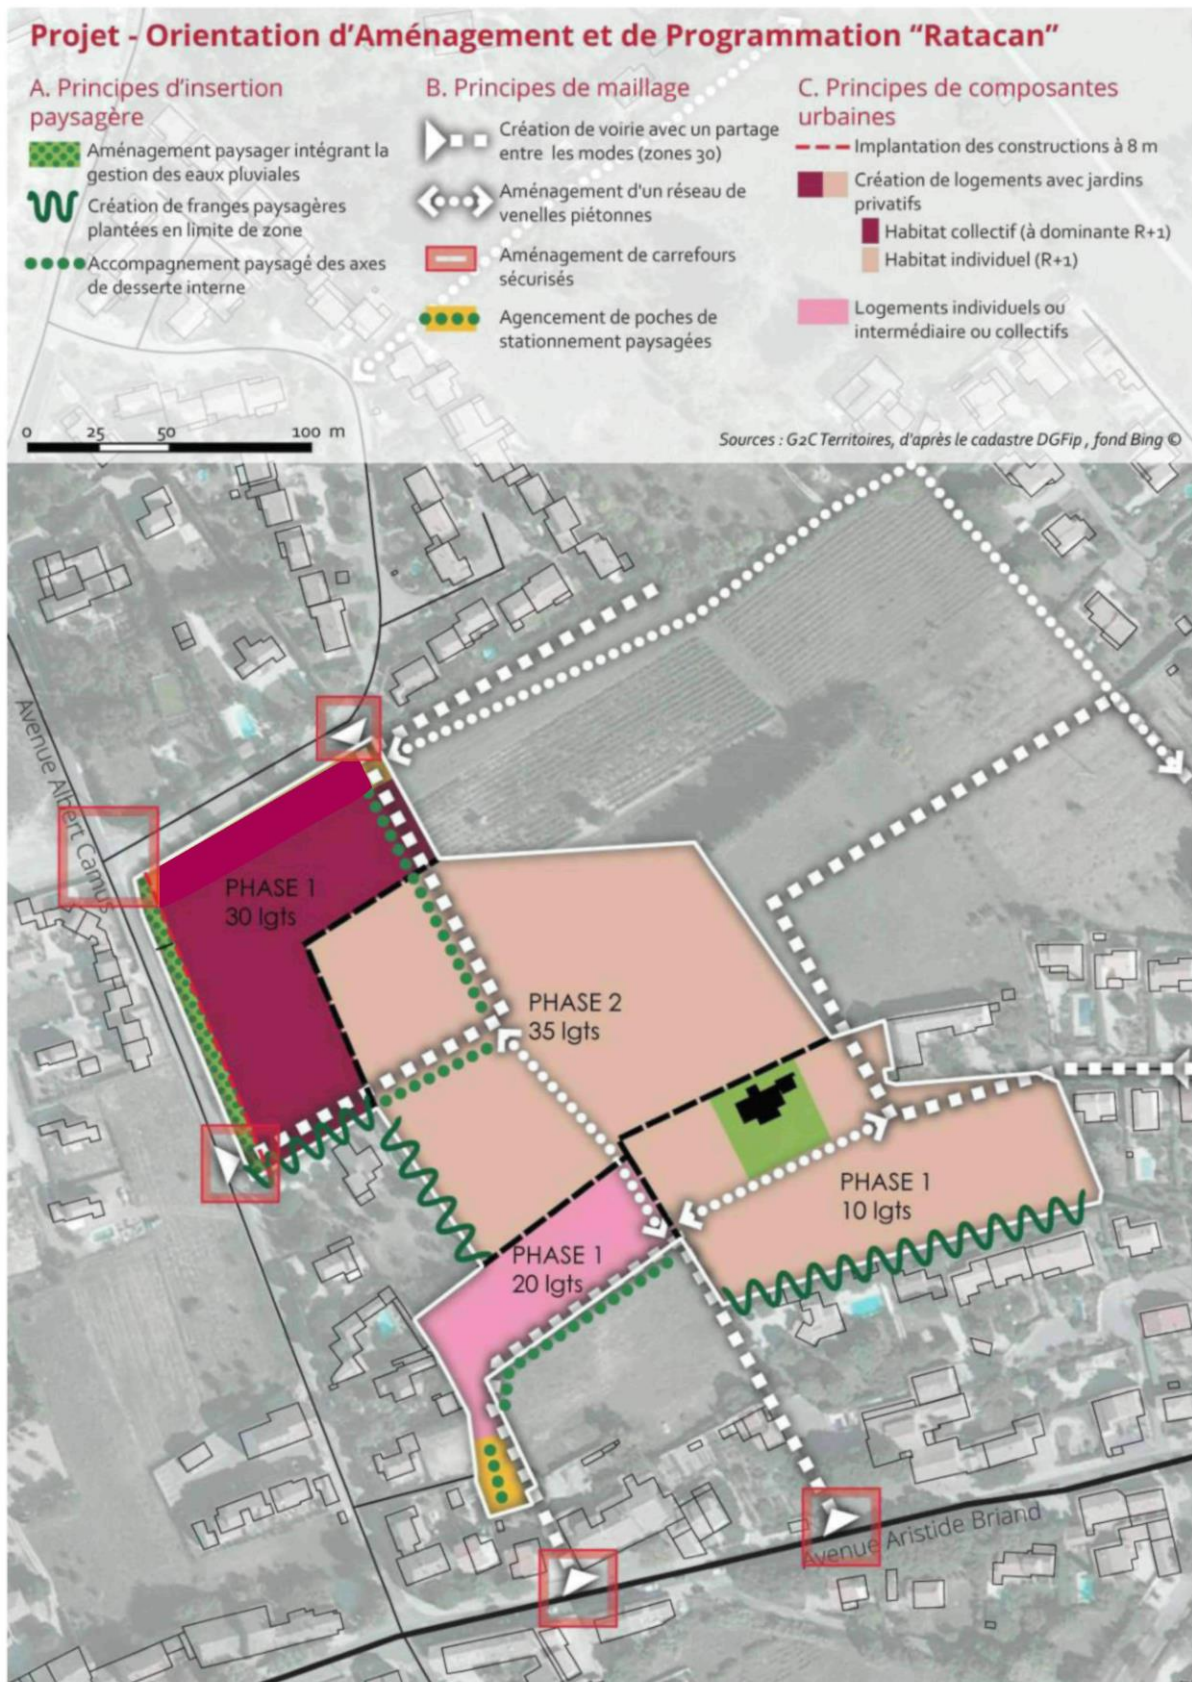 Projet - Orientation d’Aménagement et de Programmation “Ratacan”
A. Principes d’insertion
paysagère
Aménagement paysager intégrant la
gestion des eaux pluviales
Création de franges paysagères
plantées en limite de zone
Accompagnement paysagé des axes
de desserte interne
B. Principes de maillage
Création de voirie avec un partage
entre les modes (zones 30)
Aménagement d'un réseau de
venelles piétonnes
Aménagement de carrefours
sécurisés
Agencement de poches de
stationnement paysagées
C. Principes de composantes
urbaines
Implantation des constructions à 8 m
Création de logements avec jardins
privatifs
Habitat collectif (à dominante R+1)
Habitat individuel (R+1)
Logements individuels ou
intermédiaire ou collectifs
0 25 50 100 m
Sources : G2C Territoires, d'après le cadastre DGFip , fond Bing ©
Avenue Albert Camus
PHASE 1
30 lgts
PHASE 2
35 lgts
PHASE 1
10 lgts
PHASE 1
20 lgts
Avenue Aristide Briand